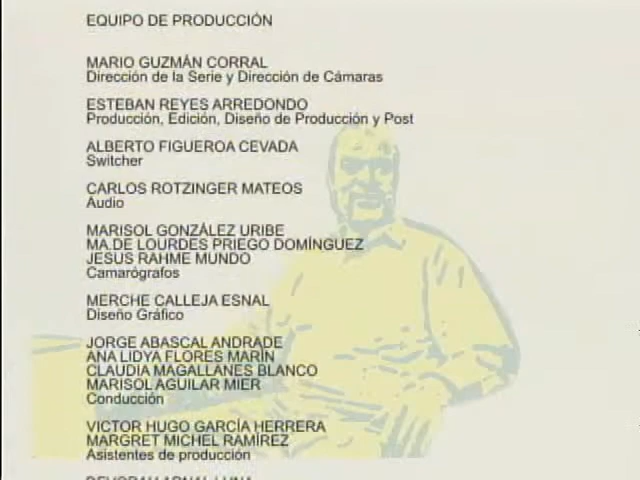 EQUIPO DE PRODUCCIÓN
MARIO GUZMÁN CORRAL
Dirección de la Serie y Dirección de Cámaras
ESTEBAN REYES ARREDONDO
Producción, Edición, Diseño de Producción y Post
ALBERTO FIGUEROA CEVADA
Switcher
CARLOS ROTZINGER MATEOS
Audio
MARISOL GONZÁLEZ URIBE
MA.DE LOURDES PRIEGO DOMÍNGUEZ
JESÚS RAHME MUNDO
Camarógrafos
MERCHE CALLEJA ESNAL
Diseño Gráfico
JORGE ABASCAL ANDRADE
ANA LIDYA FLORES MARÍN
CLAUDIA MAGALLANES BLANCO
MARISOL AGUILAR MIER
Conducción
VICTOR HUGO GARCÍA HERRERA
MARGRET MICHEL RAMÍREZ
Asistentes de producción